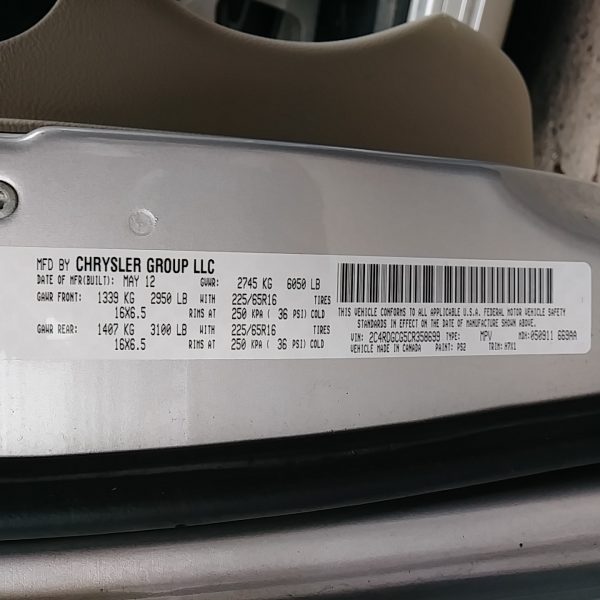 MFD BY CHRYSLER GROUP LLC
DATE OF MFR(BUILT): MAY 12 GVWR: 2745 KG 6050 LB
GAWR FRONT: 1339 KG 2950 LB WITH 225/65R16 TIRES
16X6.5 RIMS AT 250 KPA ( 36 PSI) COLD
GAWR REAR: 1407 KG 3100 LB WITH 225/65R16 TIRES
16X6.5 RIMS AT 250 KPA ( 36 PSI) COLD
THIS VEHICLE CONFORMS TO ALL APPLICABLE U.S.A. FEDERAL MOTOR VEHICLE SAFETY
STANDARDS IN EFFECT ON THE DATE OF MANUFACTURE SHOWN ABOVE.
VIN: 2C4RDGCG5CR358699 TYPE: MPV MDH: 050911 669AA
VEHICLE MADE IN CANADA PAINT: PS2 TRIM: H7X1